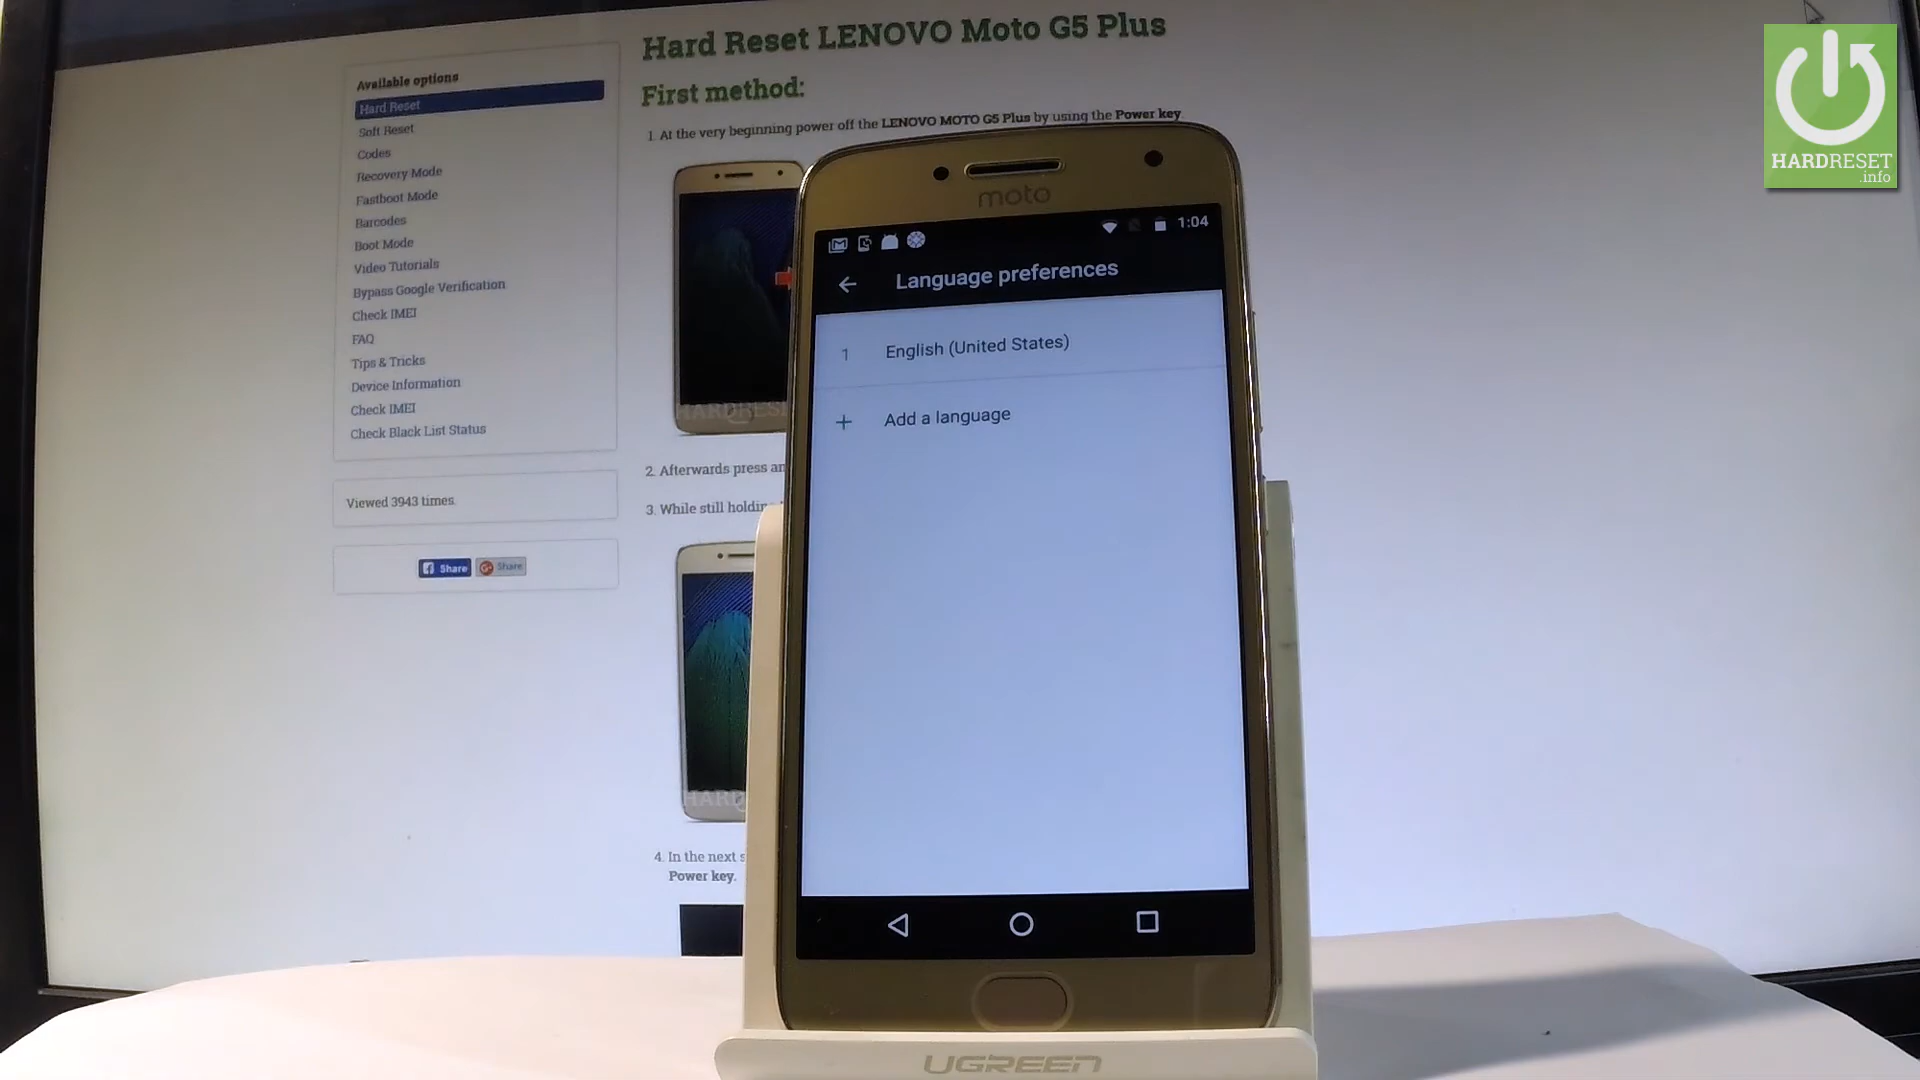 Hard Reset LENOVO Moto G5 Plus
First method:
1. At the very beginning power off the LENOVO MOTO G5 Plus by using the Power key.
Available options
Hard Reset
Soft Reset
Codes
Recovery Mode
Fastboot Mode
Barcodes
Boot Mode
Video Tutorials
Bypass Google Verification
Check IMEI
FAQ
Tips & Tricks
Device Information
Check IMEI
Check Black List Status
Viewed 3943 times.
Share
Share
2. Afterwards press
3. While still
4. In the next
Power key.
HARDRESET
.info
moto
1:04
Language preferences
1 English (United States)
+ Add a language
UGREEN